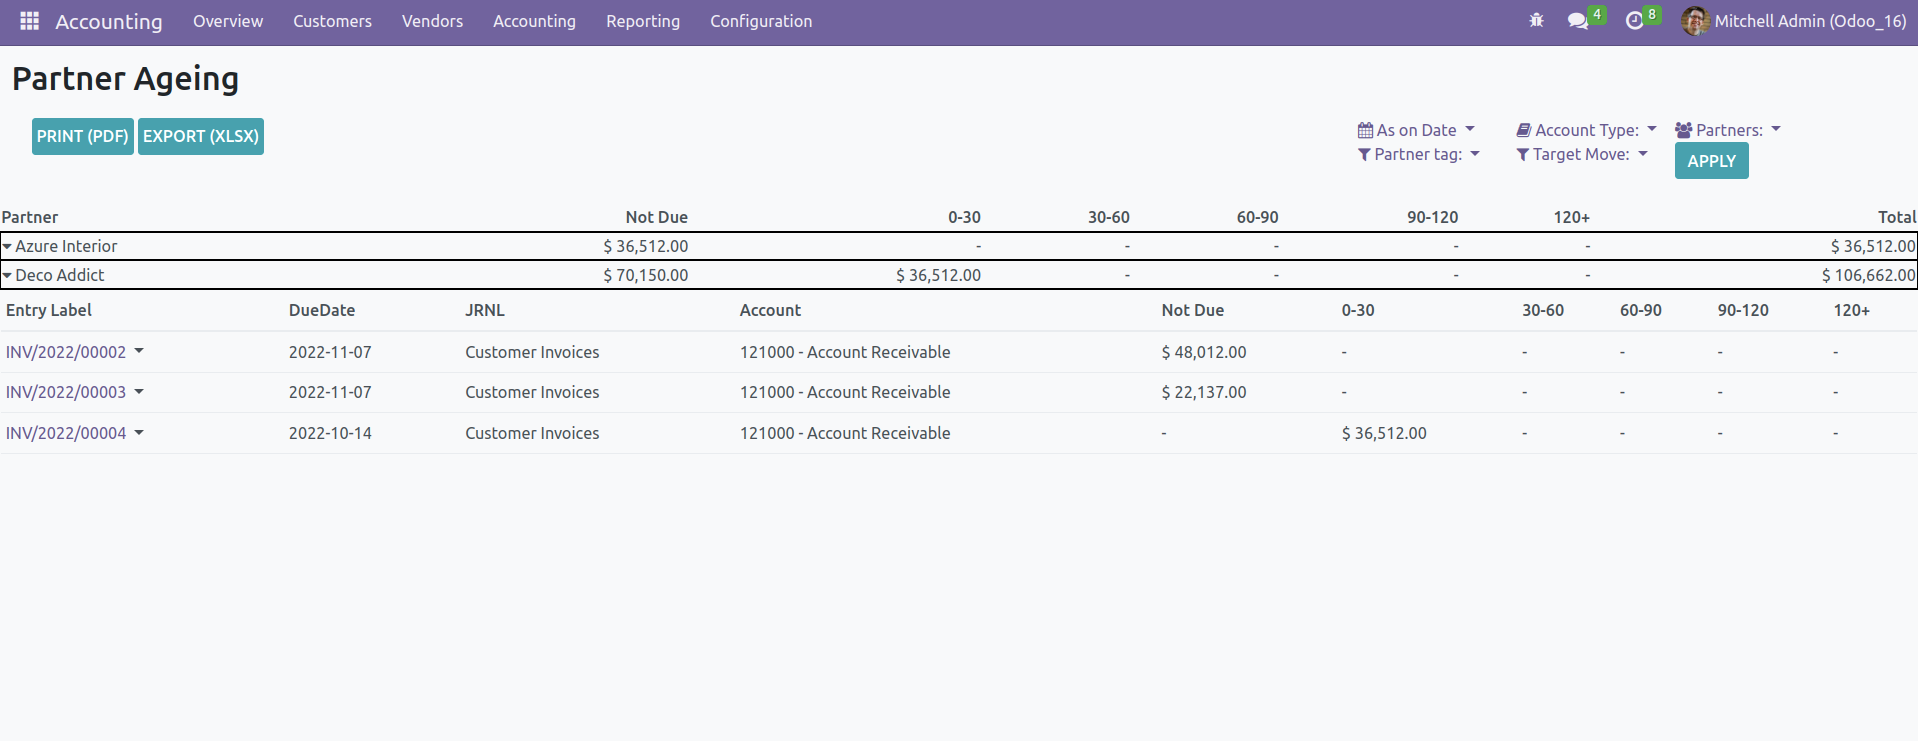 Accounting Overview Customers Vendors Accounting Reporting Configuration 4 8 Mitchell Admin (Odoo_16)
Partner Ageing
PRINT (PDF) EXPORT (XLSX)
As on Date Account Type: Partners:
Partner tag: Target Move: APPLY
Partner Not Due 0-30 30-60 60-90 90-120 120+ Total
Azure Interior $ 36,512.00 - - - - - $ 36,512.00
Deco Addict $ 70,150.00 $ 36,512.00 - - - - $ 106,662.00
Entry Label DueDate JRNL Account Not Due 0-30 30-60 60-90 90-120 120+
INV/2022/00002 2022-11-07 Customer Invoices 121000 - Account Receivable $ 48,012.00 - - - - -
INV/2022/00003 2022-11-07 Customer Invoices 121000 - Account Receivable $ 22,137.00 - - - - -
INV/2022/00004 2022-10-14 Customer Invoices 121000 - Account Receivable - $ 36,512.00 - - - -